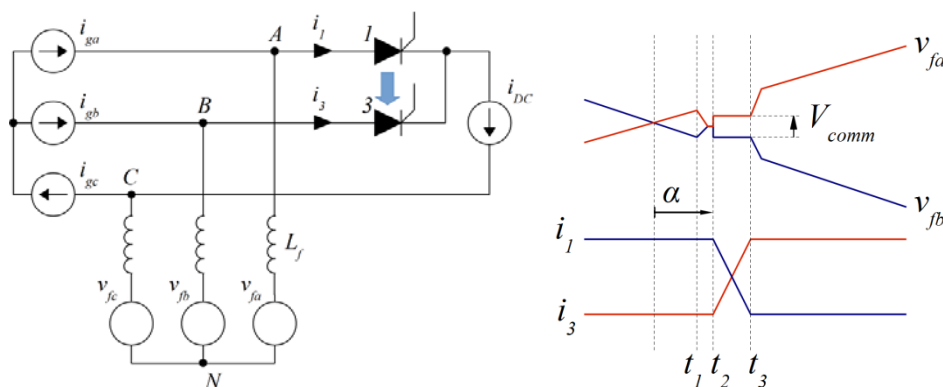 i_ga
A
i_1
1
i_gb
B
i_3
3
i_DC
i_gc
C
L_f
v_fc
v_fb
v_fa
N
v_fa
V_comm
α
v_fb
i_1
i_3
t_1 t_2 t_3